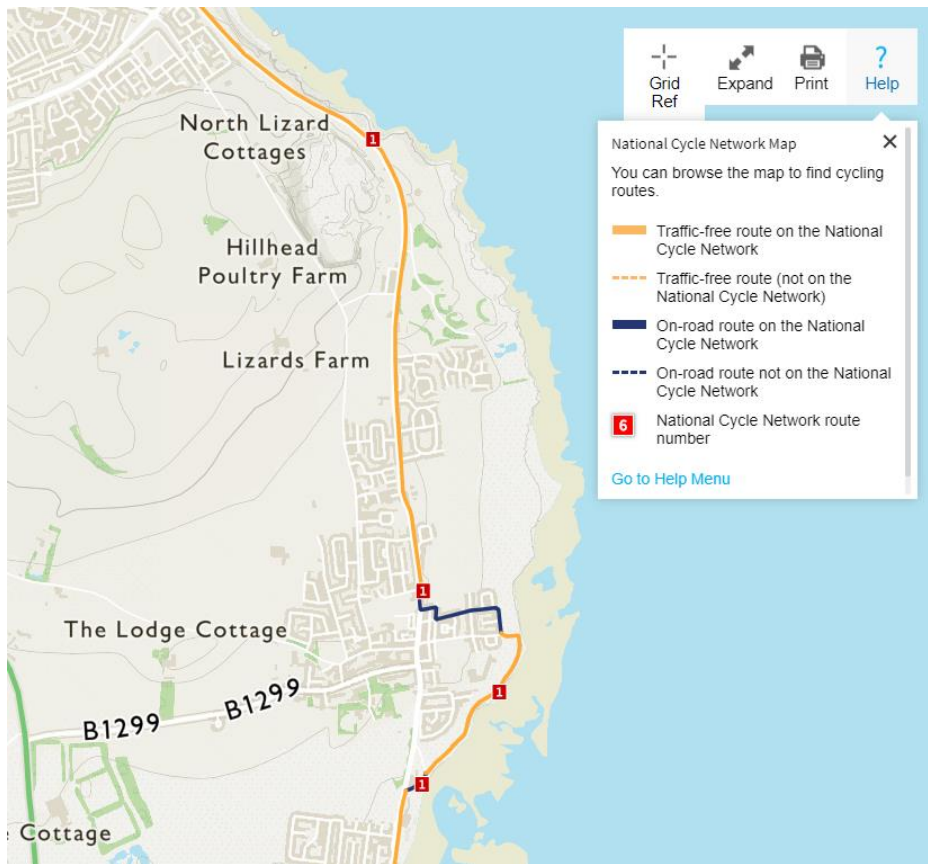 Grid
Ref
Expand
Print
?
Help
National Cycle Network Map
You can browse the map to find cycling
routes.
Traffic-free route on the National
Cycle Network
Traffic-free route (not on the
National Cycle Network)
On-road route on the National
Cycle Network
On-road route not on the National
Cycle Network
6
National Cycle Network route
number
Go to Help Menu
1
North Lizard
Cottages
Hillhead
Poultry Farm
Lizards Farm
1
The Lodge Cottage
1
B1299
B1299
1
Cottage